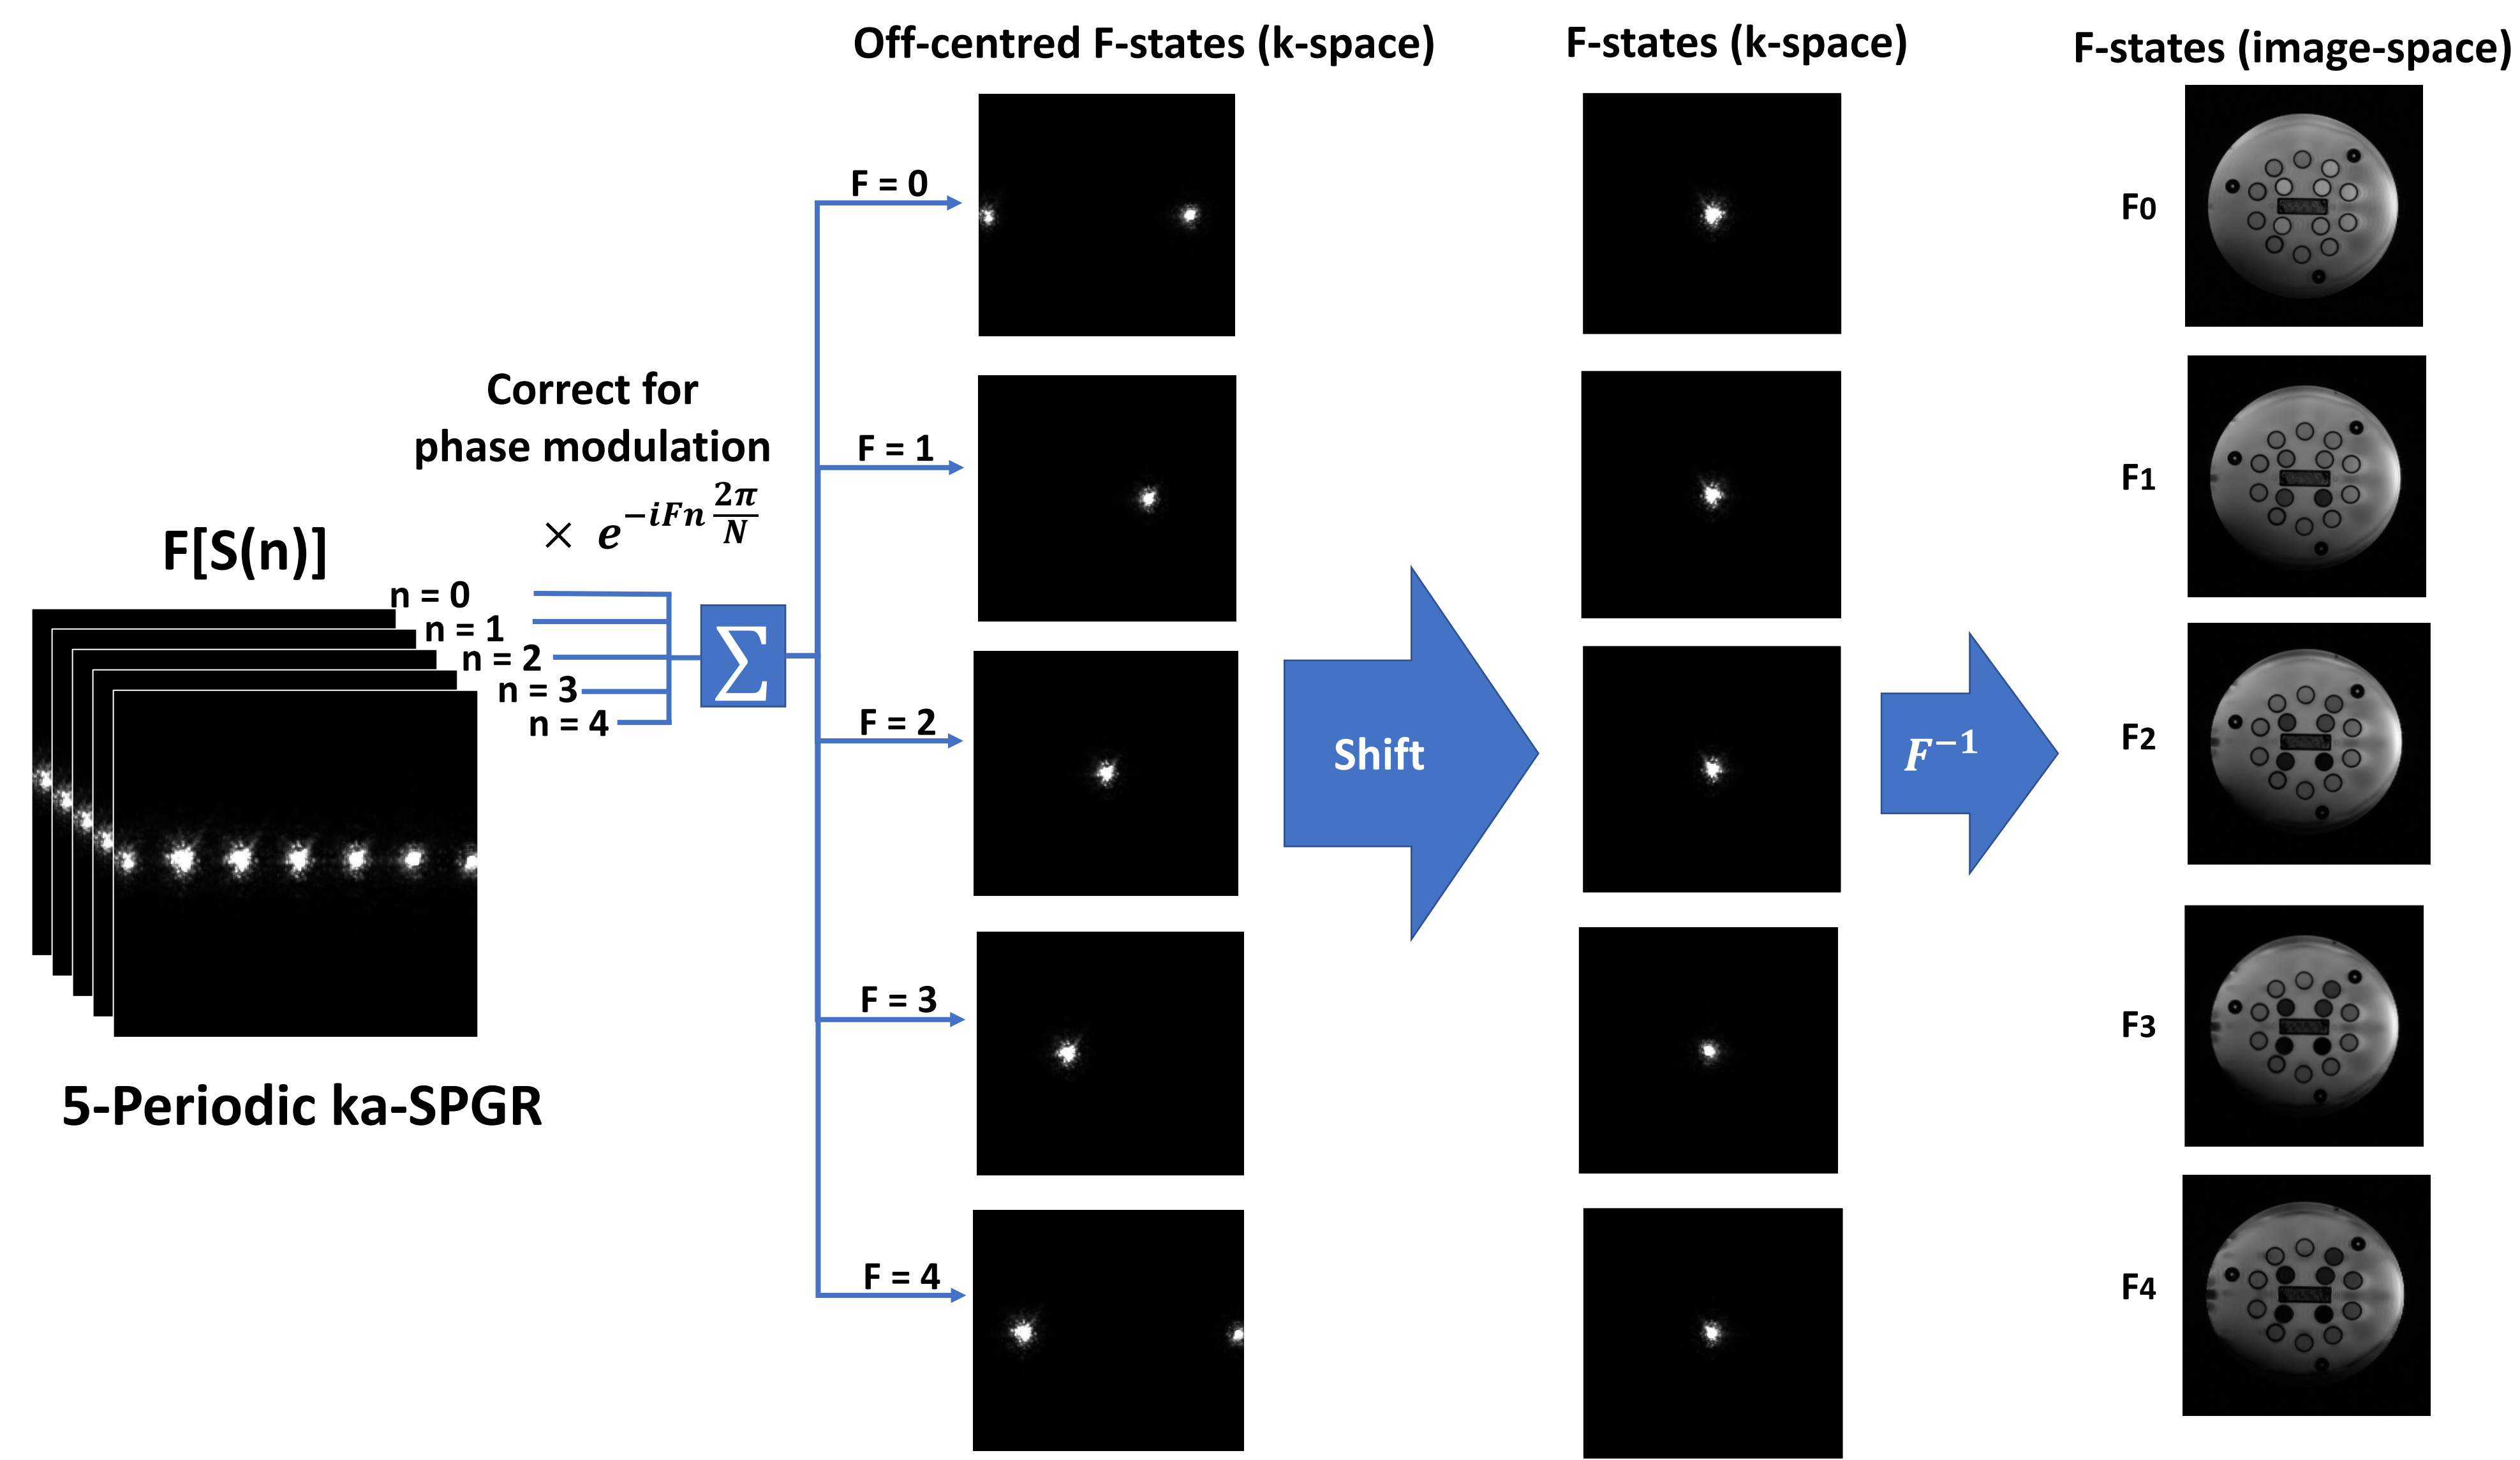 Off-centred F-states (k-space)
F-states (k-space)
F-states (image-space)
F = 0
F0
Correct for
phase modulation
× e^{-iFn 2π/N}
F = 1
F1
F[S(n)]
n = 0
n = 1
n = 2
n = 3
n = 4
∑
F = 2
Shift
F⁻¹
F2
F = 3
F3
5-Periodic ka-SPGR
F = 4
F4